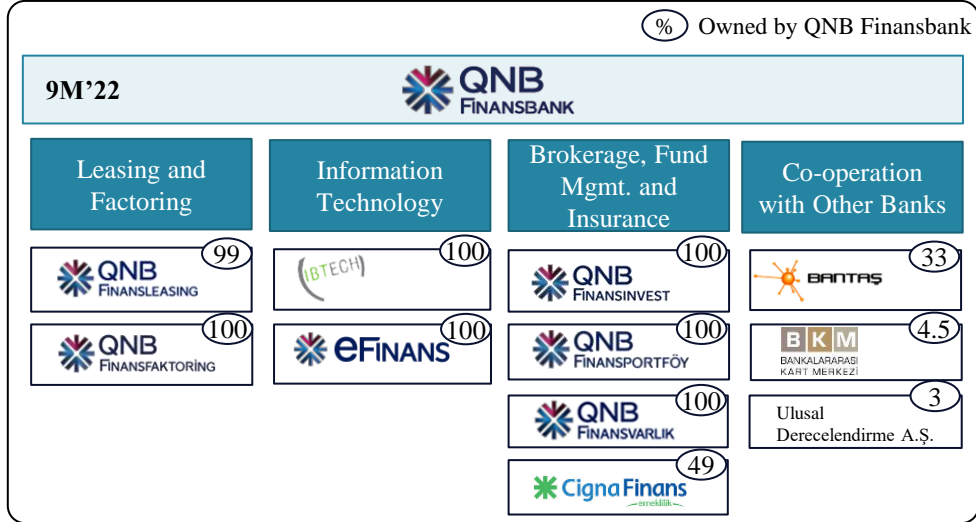 % Owned by QNB Finansbank
9M’22
QNB
FINANSBANK
Leasing and
Factoring
Information
Technology
Brokerage, Fund
Mgmt. and
Insurance
Co-operation
with Other Banks
99
QNB
FINANSLEASING
100
QNB
FINANSFAKTORİNG
100
IBTECH
100
eFINANS
100
QNB
FINANSINVEST
100
QNB
FINANSPORTFÖY
100
QNB
FINANSVARLIK
49
Cigna Finans
emeklilik
33
BANTAŞ
4.5
BKM
BANKALARARASI
KART MERKEZİ
3
Ulusal
Derecelendirme A.Ş.